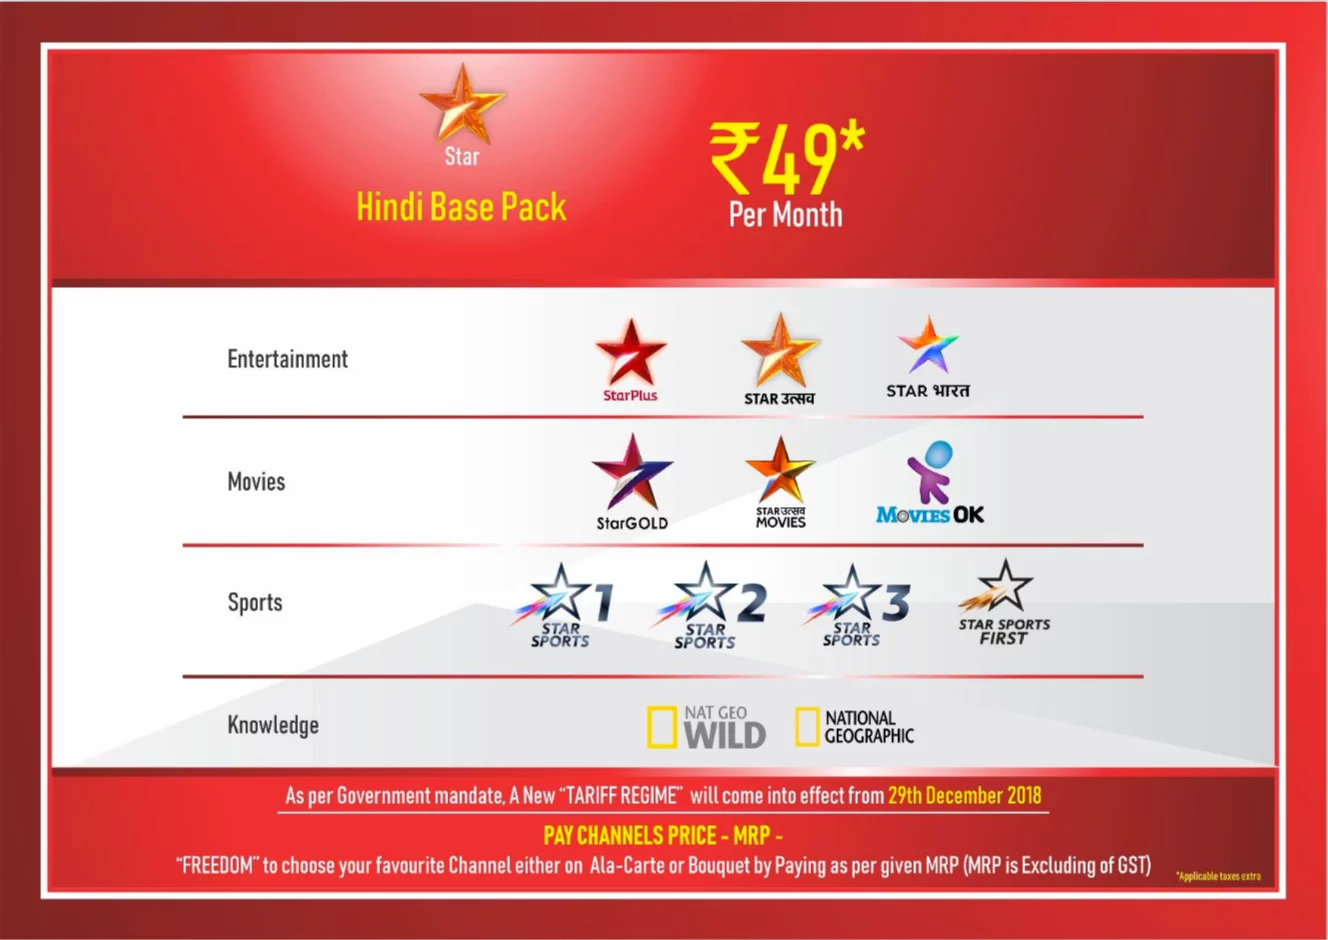 Star
Hindi Base Pack
₹49*
Per Month
Entertainment
StarPlus
STAR उत्सव
STAR भारत
Movies
StarGOLD
STAR उत्सव
MOVIES
MOVIES OK
Sports
1
STAR
SPORTS
2
STAR
SPORTS
3
STAR
SPORTS
STAR SPORTS
FIRST
Knowledge
NAT GEO
WILD
NATIONAL
GEOGRAPHIC
As per Government mandate, A New “TARIFF REGIME” will come into effect from 29th December 2018
PAY CHANNELS PRICE - MRP -
“FREEDOM” to choose your favourite Channel either on Ala-Carte or Bouquet by Paying as per given MRP (MRP is Excluding of GST)
*Applicable taxes extra